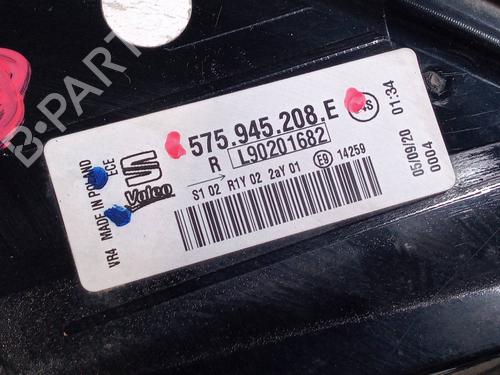 B-PARTS
575.945.208.E
4S
R L90201682
Valeo
S1 02 R1Y 02 2aY 01 E9 14259
VR4 MADE IN POLAND
ECE
05/09/20 01:34
0004